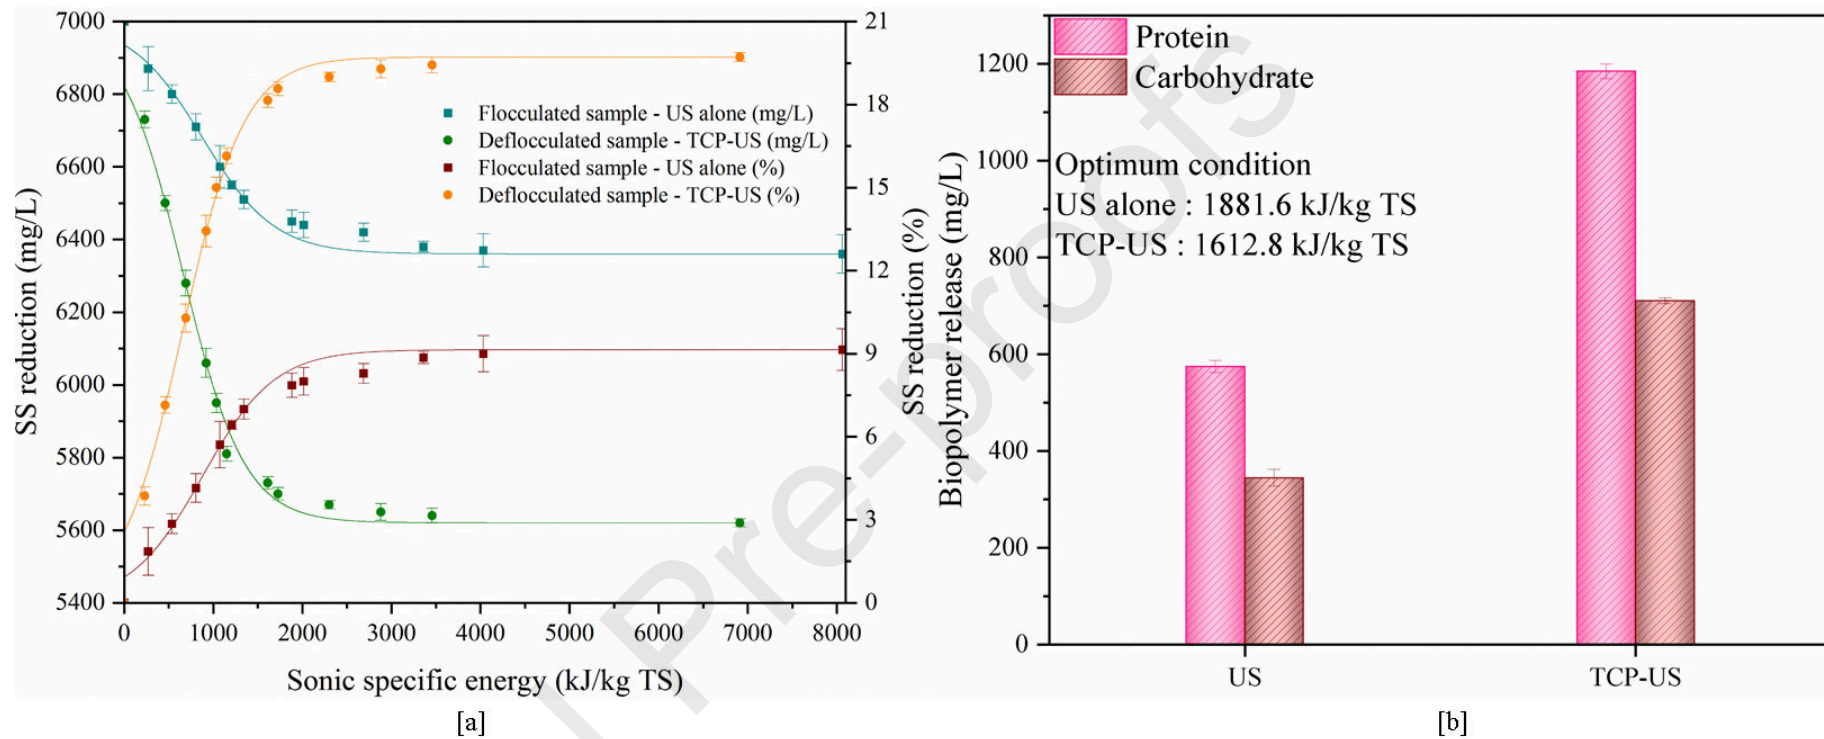 7000
6800
6600
6400
6200
6000
5800
5600
5400
SS reduction (mg/L)
21
18
15
12
9
6
3
0
SS reduction (%)
Flocculated sample - US alone (mg/L)
Deflocculated sample - TCP-US (mg/L)
Flocculated sample - US alone (%)
Deflocculated sample - TCP-US (%)
0 1000 2000 3000 4000 5000 6000 7000 8000
Sonic specific energy (kJ/kg TS)
[a]
Protein
Carbohydrate
Optimum condition
US alone : 1881.6 kJ/kg TS
TCP-US : 1612.8 kJ/kg TS
1200
1000
800
600
400
200
0
Biopolymer release (mg/L)
US TCP-US
[b]
Pre-proofs